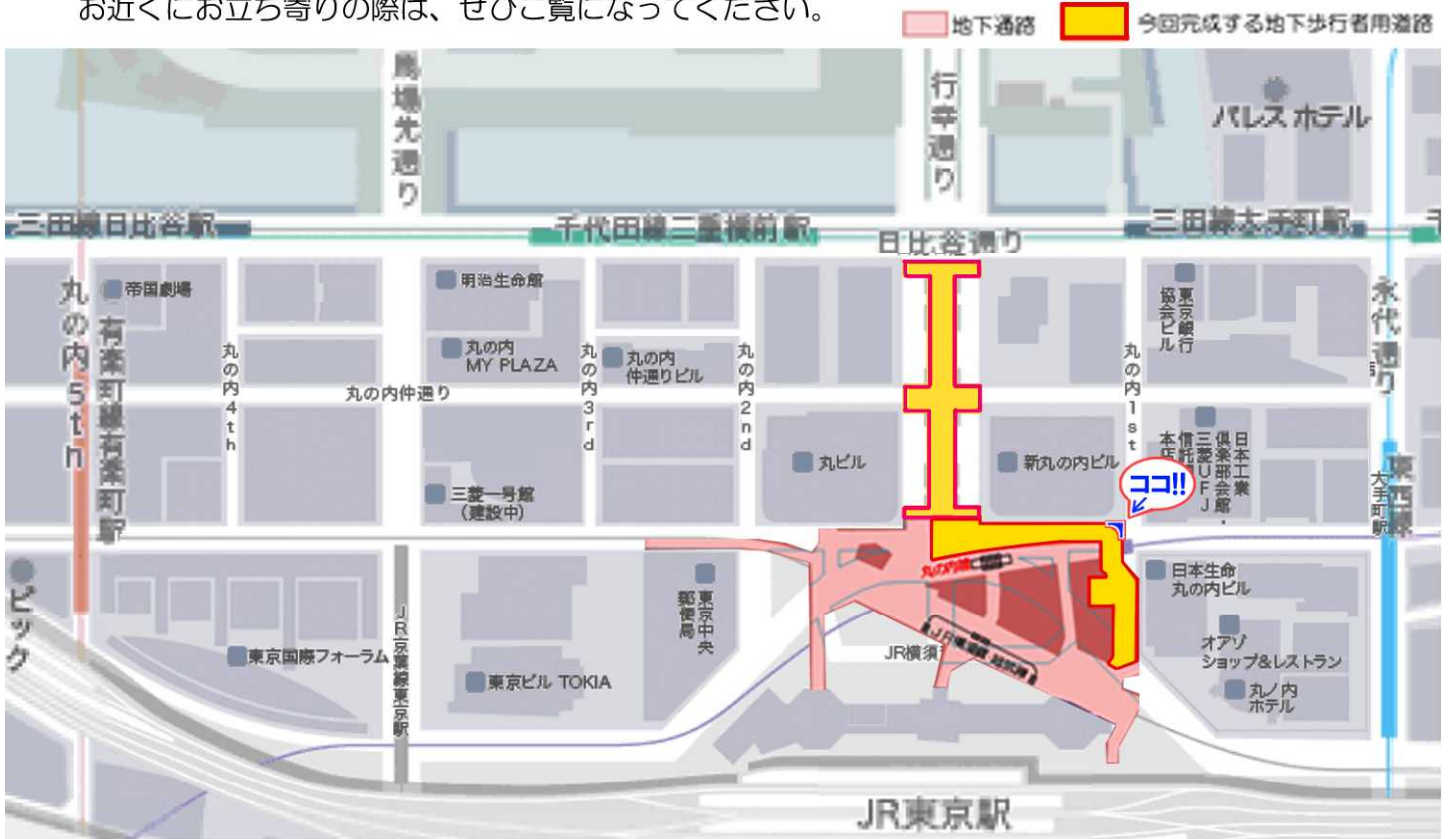 お近くにお立ち寄りの際は、ぜひご覧になってください。
地下通路
今回完成する地下歩行者用道路
馬場先通り
行幸通り
パレスホテル
三田線日比谷駅
千代田線二重橋前駅
日比谷通り
三田線大手町駅
千
丸の内5th
帝国劇場
有楽町線有楽町駅
明治生命館
丸の内
MY PLAZA
丸の内4th
丸の内仲通り
丸の内3rd
丸の内
仲通りビル
丸の内2nd
丸の内1st
東京銀行
協会ビル
永代通り
丸ビル
新丸の内ビル
日本工業
倶楽部会館・
三菱UFJ
本店
ココ!!
東西線
大手町駅
三菱一号館
(建設中)
ビック
東京国際フォーラム
JR京葉線東京駅
東京ビル TOKIA
東京中央
郵便局
丸の内線
JR横須
日本生命
丸の内ビル
オアゾ
ショップ&レストラン
丸ノ内
ホテル
JR東京駅